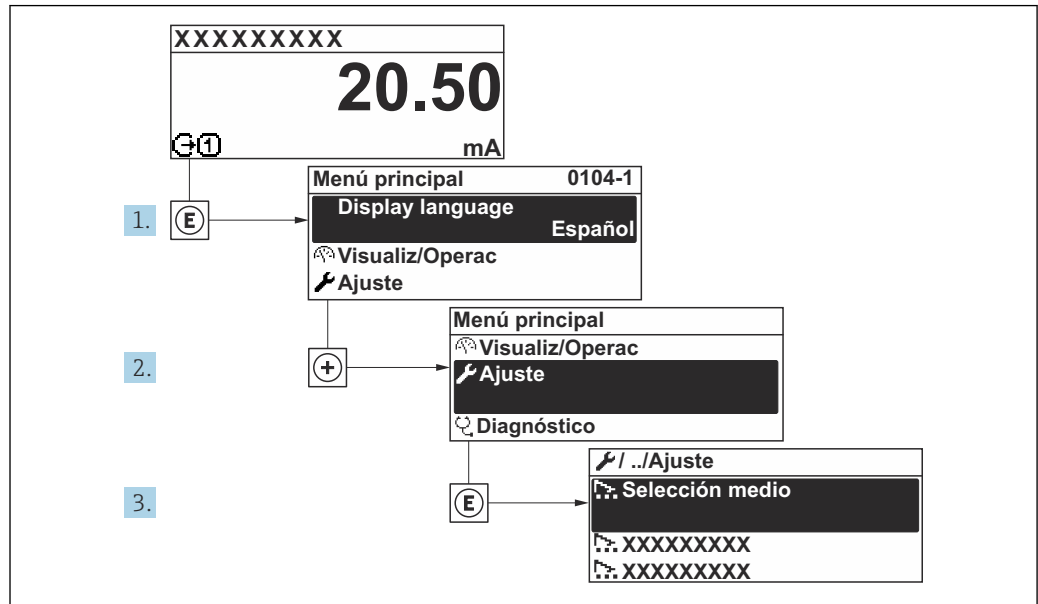 XXXXXXXXX
20.50
1 mA
Menú principal 0104-1
1. E Display language
Español
Visualiz/Operac
Ajuste
Menú principal
Visualiz/Operac
2. + Ajuste
Diagnóstico
/ ../Ajuste
3. E Selección medio
XXXXXXXXX
XXXXXXXXX